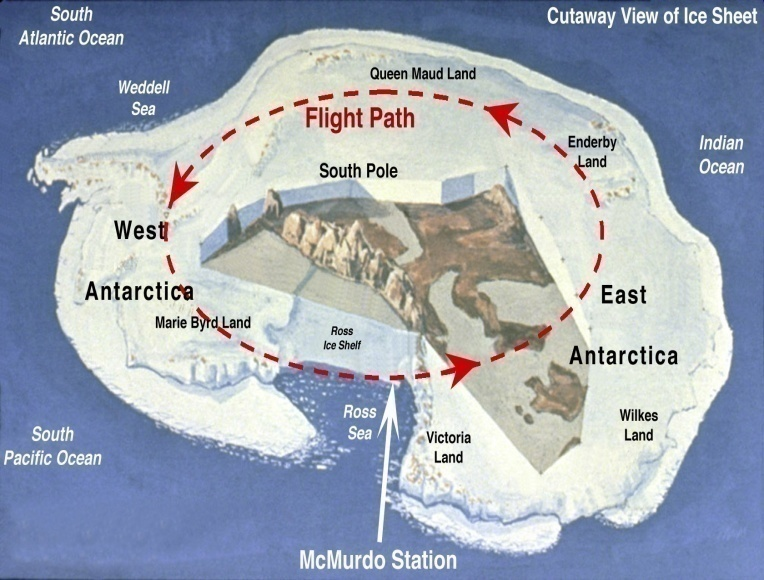 South
Atlantic Ocean
Cutaway View of Ice Sheet
Weddell
Sea
Queen Maud Land
Flight Path
Enderby
Land
Indian
Ocean
South Pole
West
Antarctica
East
Antarctica
Marie Byrd Land
Ross
Ice Shelf
Ross
Sea
South
Pacific Ocean
Victoria
Land
Wilkes
Land
McMurdo Station